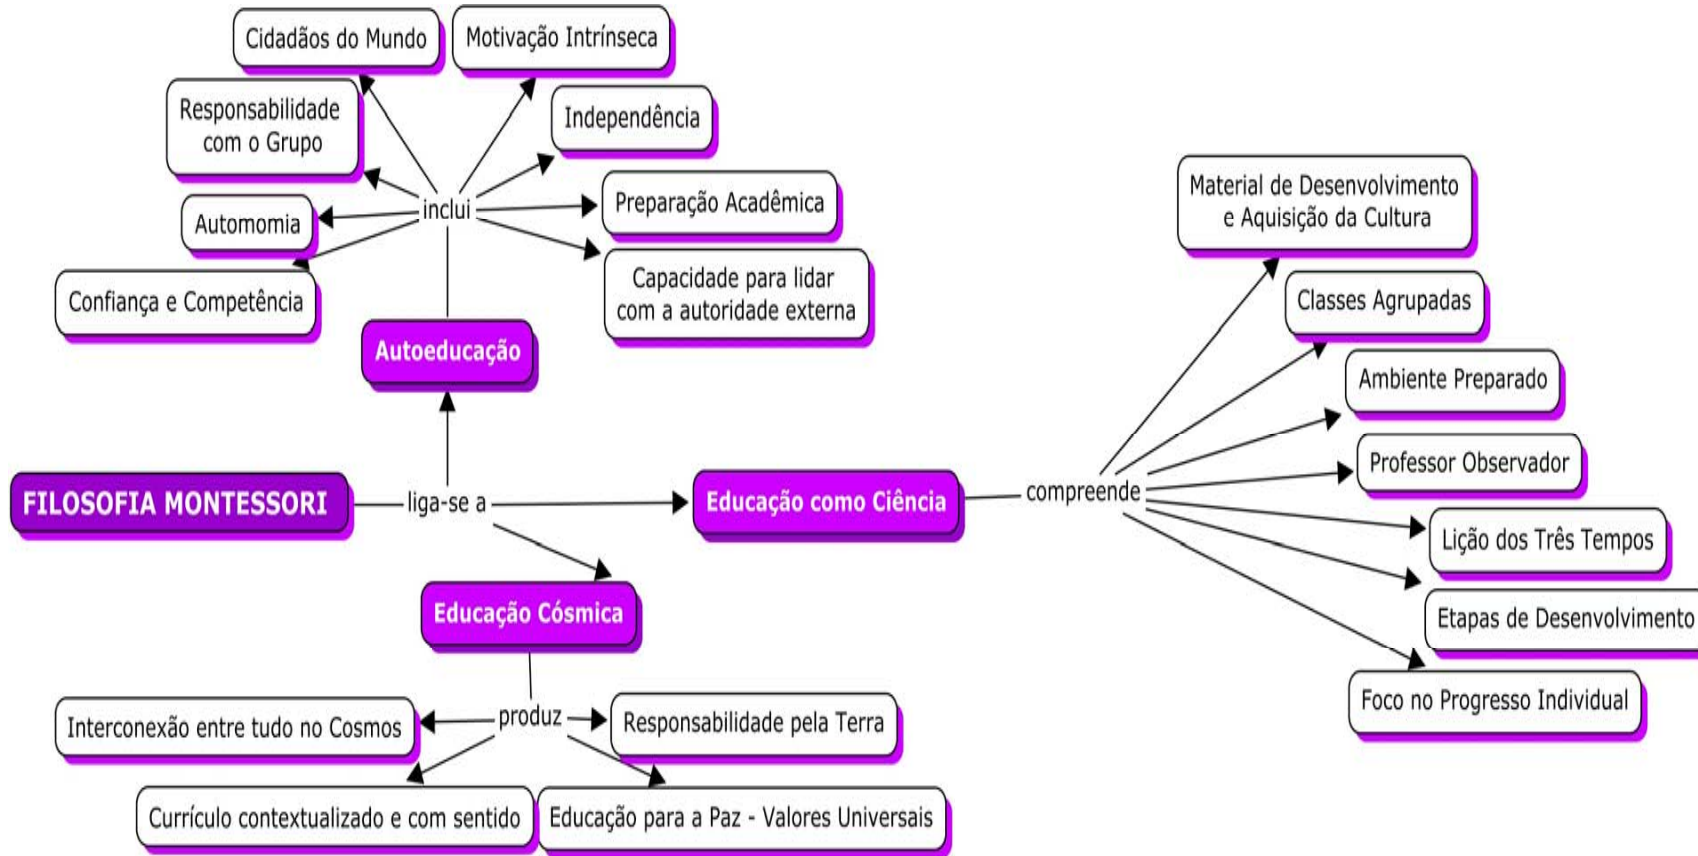 Cidadãos do Mundo
Motivação Intrínseca
Responsabilidade
com o Grupo
Independência
Automomia
inclui
Preparação Acadêmica
Confiança e Competência
Capacidade para lidar
com a autoridade externa
Autoeducação
FILOSOFIA MONTESSORI
liga-se a
Educação como Ciência
compreende
Material de Desenvolvimento
e Aquisição da Cultura
Classes Agrupadas
Ambiente Preparado
Professor Observador
Lição dos Três Tempos
Etapas de Desenvolvimento
Foco no Progresso Individual
Educação Cósmica
produz
Interconexão entre tudo no Cosmos
Responsabilidade pela Terra
Currículo contextualizado e com sentido
Educação para a Paz - Valores Universais